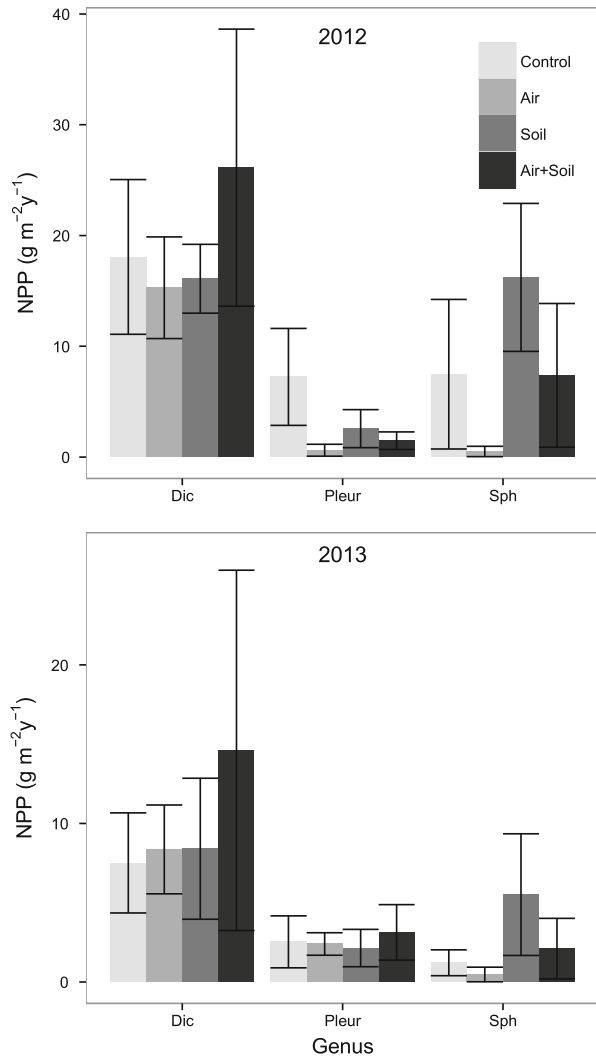 2012
Control
Air
Soil
Air+Soil
NPP (g m⁻²y⁻¹)
40
30
20
10
0
Dic Pleur Sph
2013
NPP (g m⁻²y⁻¹)
20
10
0
Dic Pleur Sph
Genus